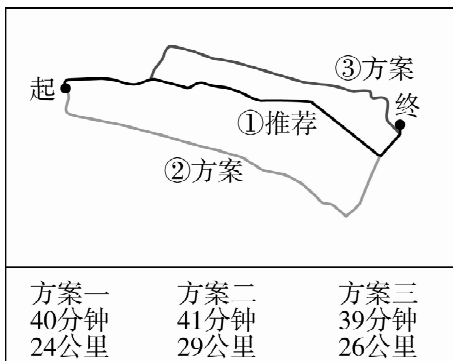 ③方案
起
终
①推荐
②方案
方案一 方案二 方案三
40分钟 41分钟 39分钟
24公里 29公里 26公里